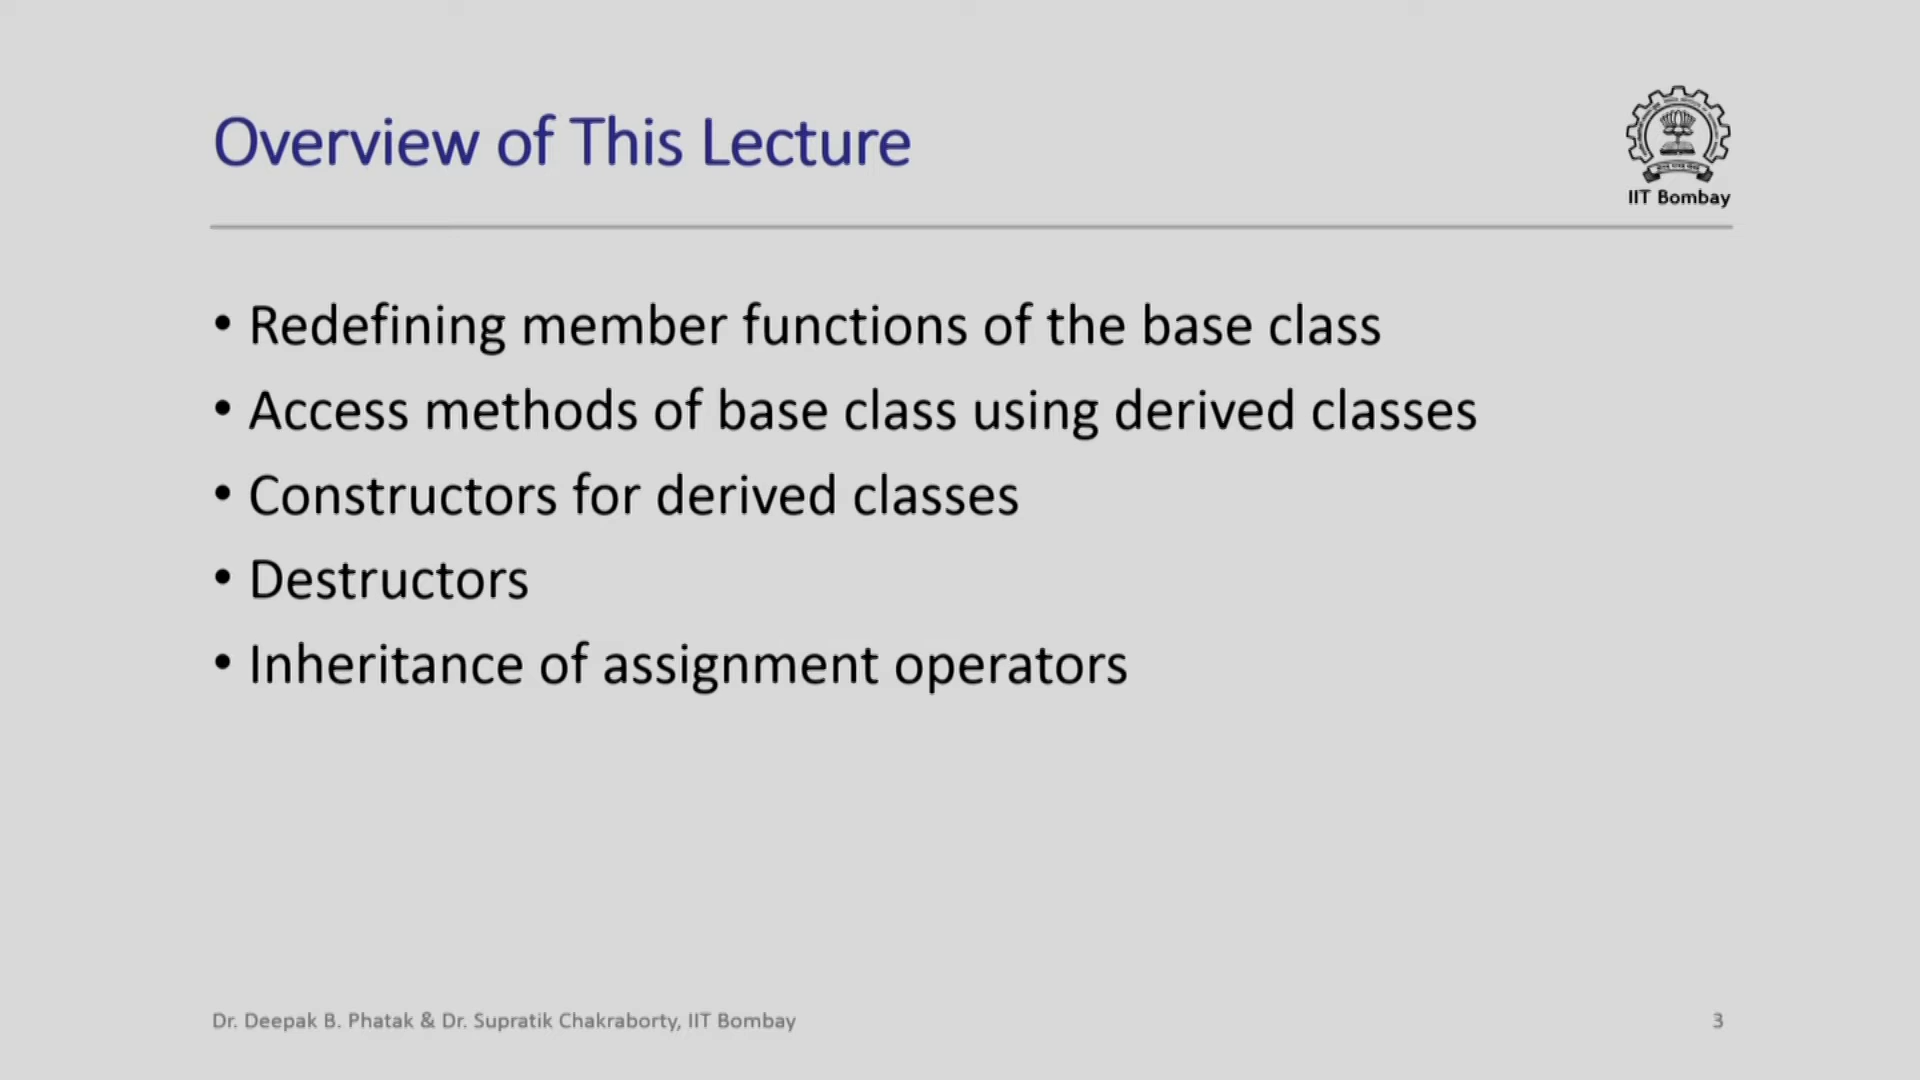 Overview of This Lecture
IIT Bombay
• Redefining member functions of the base class
• Access methods of base class using derived classes
• Constructors for derived classes
• Destructors
• Inheritance of assignment operators
Dr. Deepak B. Phatak & Dr. Supratik Chakraborty, IIT Bombay
3